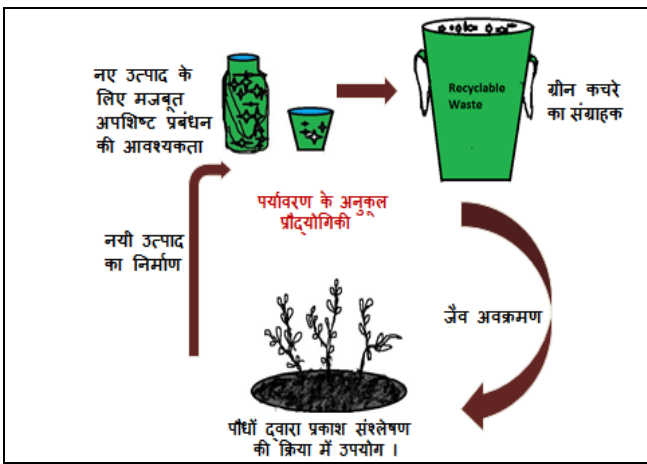 नए उत्पाद के
लिए मजबूत
अपशिष्ट प्रबंधन
की आवश्यकता
Recyclable
Waste
ग्रीन कचरे
का संग्राहक
पर्यावरण के अनुकूल
प्रौद्योगिकी
नयी उत्पाद
का निर्माण
जैव अवक्रमण
पौधों द्वारा प्रकाश संश्लेषण
की क्रिया में उपयोग ।